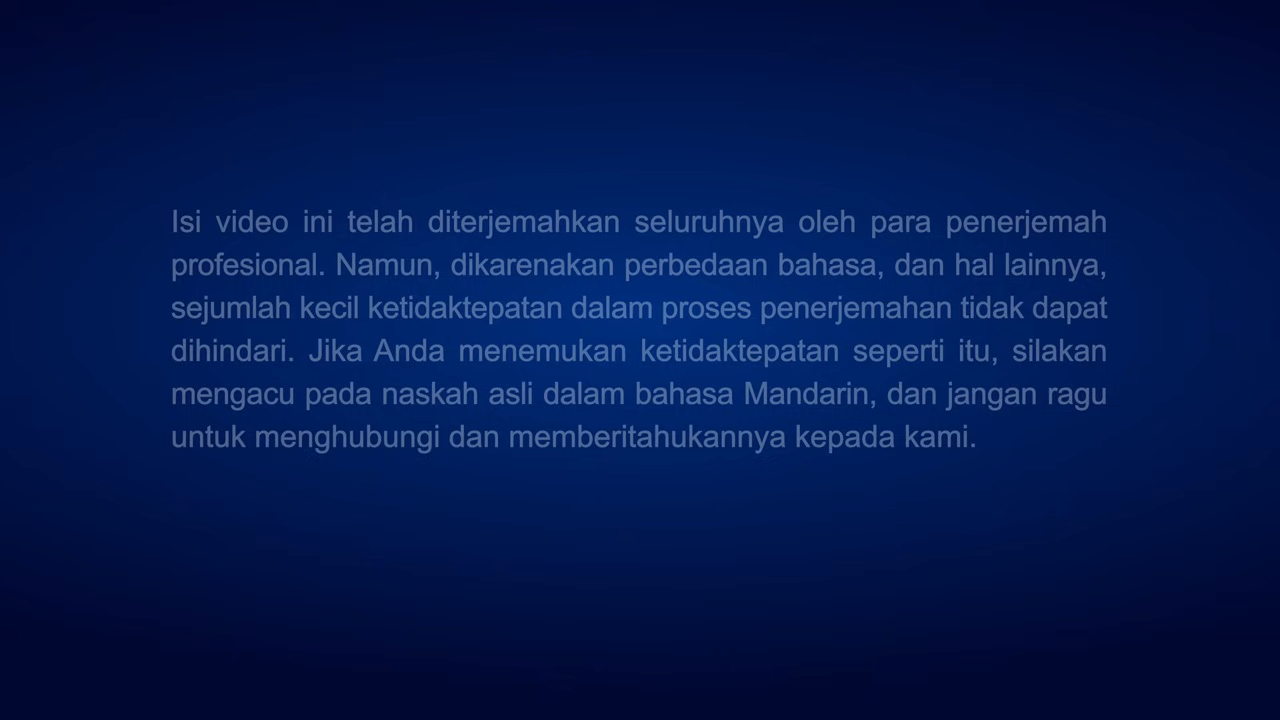 Isi video ini telah diterjemahkan seluruhnya oleh para penerjemah
profesional. Namun, dikarenakan perbedaan bahasa, dan hal lainnya,
sejumlah kecil ketidaktepatan dalam proses penerjemahan tidak dapat
dihindari. Jika Anda menemukan ketidaktepatan seperti itu, silakan
mengacu pada naskah asli dalam bahasa Mandarin, dan jangan ragu
untuk menghubungi dan memberitahukannya kepada kami.